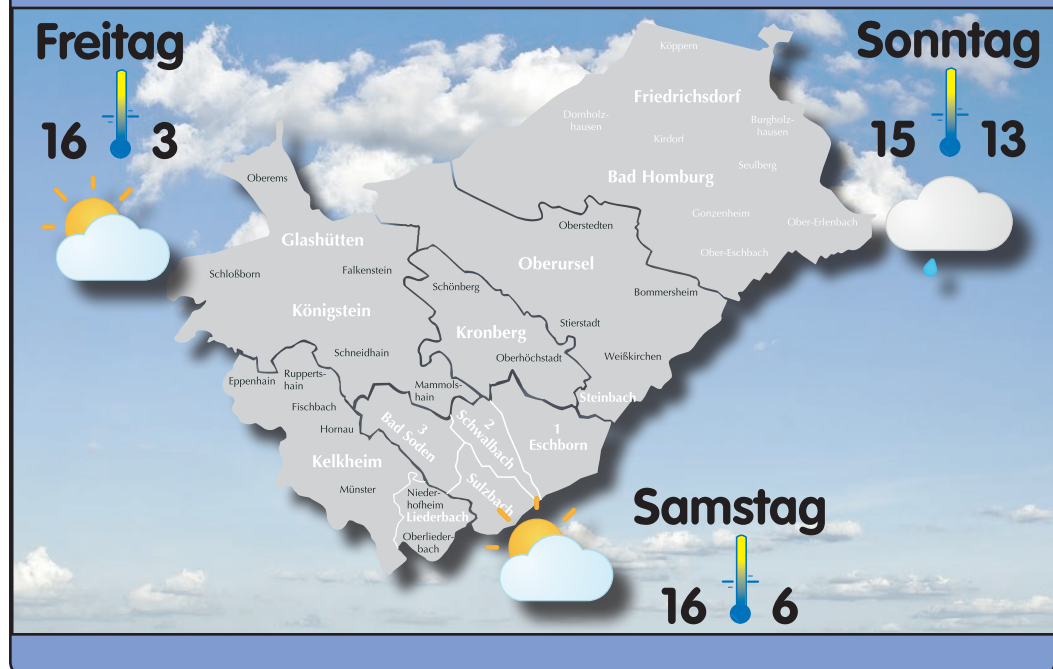 Freitag
16 3
Sonntag
15 13
Köppern
Friedrichsdorf
Dornholz-
hausen
Burgholz-
hausen
Kirdorf
Seulberg
Bad Homburg
Oberems
Gonzenheim
Ober-Erlenbach
Oberstedten
Glashütten
Ober-Eschbach
Oberursel
Schloßborn
Falkenstein
Schönberg
Bommersheim
Königstein
Stierstadt
Kronberg
Schneidhain
Oberhöchstadt
Weißkirchen
Eppenhain
Rupperts-
hain
Mammols-
hain
Steinbach
Fischbach
Hornau
3
Bad Soden
2
Schwalbach
1
Eschborn
Kelkheim
Münster
Sulzbach
Nieder-
hofheim
Liederbach
Oberlieder-
bach
Samstag
16 6